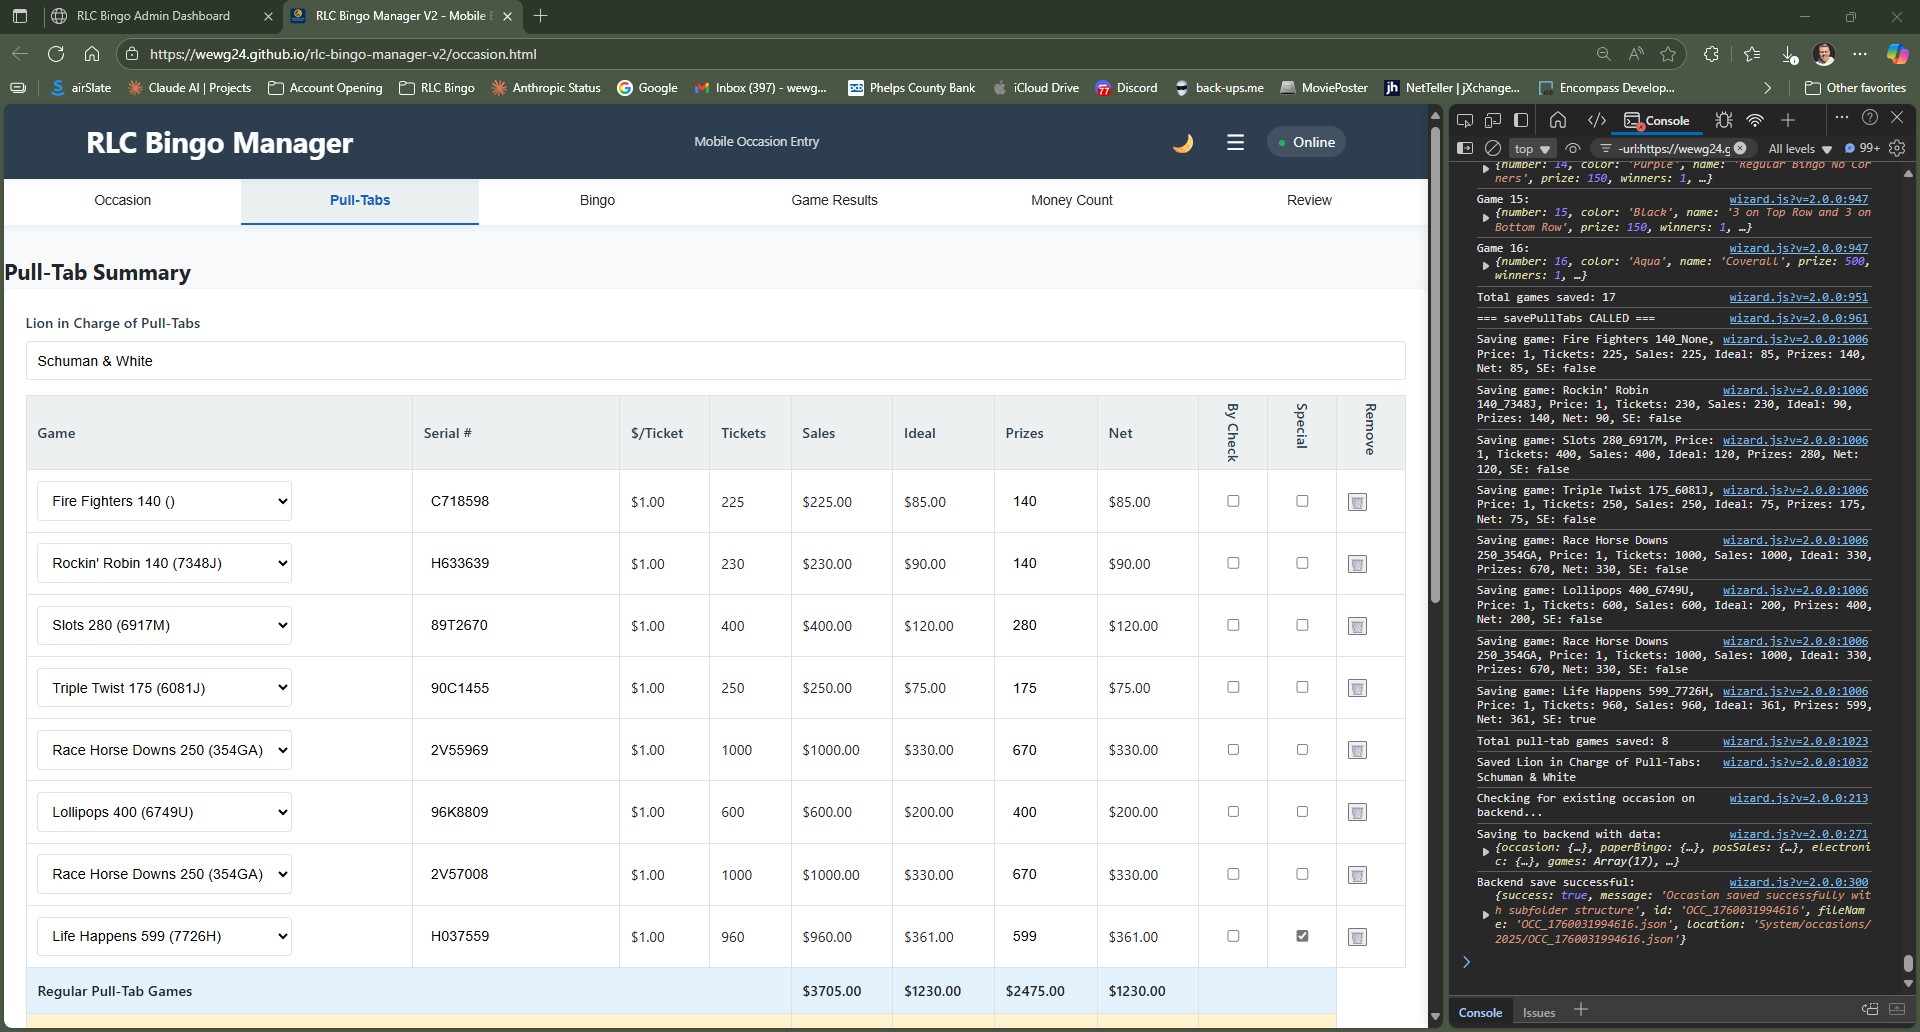 RLC Bingo Admin Dashboard
RLC Bingo Manager V2 - Mobile E
https://wewg24.github.io/rlc-bingo-manager-v2/occasion.html
airSlate
Claude AI | Projects
Account Opening
RLC Bingo
Anthropic Status
Google
Inbox (397) - wewg...
Phelps County Bank
iCloud Drive
Discord
back-ups.me
MoviePoster
NetTeller | jXchange...
Encompass Develop...
Other favorites
RLC Bingo Manager
Mobile Occasion Entry
Online
Occasion
Pull-Tabs
Bingo
Game Results
Money Count
Review
Pull-Tab Summary
Lion in Charge of Pull-Tabs
Schuman & White
Game Serial # $/Ticket Tickets Sales Ideal Prizes Net By Check Special Remove
Fire Fighters 140 () C718598 $1.00 225 $225.00 $85.00 140 $85.00
Rockin' Robin 140 (7348J) H633639 $1.00 230 $230.00 $90.00 140 $90.00
Slots 280 (6917M) 89T2670 $1.00 400 $400.00 $120.00 280 $120.00
Triple Twist 175 (6081J) 90C1455 $1.00 250 $250.00 $75.00 175 $75.00
Race Horse Downs 250 (354GA) 2V55969 $1.00 1000 $1000.00 $330.00 670 $330.00
Lollipops 400 (6749U) 96K8809 $1.00 600 $600.00 $200.00 400 $200.00
Race Horse Downs 250 (354GA) 2V57008 $1.00 1000 $1000.00 $330.00 670 $330.00
Life Happens 599 (7726H) H037559 $1.00 960 $960.00 $361.00 599 $361.00
Regular Pull-Tab Games $3705.00 $1230.00 $2475.00 $1230.00
Console
top
-url:https://wewg24.g
All levels
99+
{number: 14, color: 'Purple', name: 'Regular Bingo No Cor
ners', prize: 150, winners: 1, …}
Game 15: wizard.js?v=2.0.0:947
{number: 15, color: 'Black', name: '3 on Top Row and 3 on
Bottom Row', prize: 150, winners: 1, …}
Game 16: wizard.js?v=2.0.0:947
{number: 16, color: 'Aqua', name: 'Coverall', prize: 500,
winners: 1, …}
Total games saved: 17 wizard.js?v=2.0.0:951
=== savePullTabs CALLED === wizard.js?v=2.0.0:961
Saving game: Fire Fighters 140_None, wizard.js?v=2.0.0:1006
Price: 1, Tickets: 225, Sales: 225, Ideal: 85, Prizes: 140,
Net: 85, SE: false
Saving game: Rockin' Robin wizard.js?v=2.0.0:1006
140_7348J, Price: 1, Tickets: 230, Sales: 230, Ideal: 90,
Prizes: 140, Net: 90, SE: false
Saving game: Slots 280_6917M, Price: wizard.js?v=2.0.0:1006
1, Tickets: 400, Sales: 400, Ideal: 120, Prizes: 280, Net:
120, SE: false
Saving game: Triple Twist 175_6081J, wizard.js?v=2.0.0:1006
Price: 1, Tickets: 250, Sales: 250, Ideal: 75, Prizes: 175,
Net: 75, SE: false
Saving game: Race Horse Downs wizard.js?v=2.0.0:1006
250_354GA, Price: 1, Tickets: 1000, Sales: 1000, Ideal: 330,
Prizes: 670, Net: 330, SE: false
Saving game: Lollipops 400_6749U, wizard.js?v=2.0.0:1006
Price: 1, Tickets: 600, Sales: 600, Ideal: 200, Prizes: 400,
Net: 200, SE: false
Saving game: Race Horse Downs wizard.js?v=2.0.0:1006
250_354GA, Price: 1, Tickets: 1000, Sales: 1000, Ideal: 330,
Prizes: 670, Net: 330, SE: false
Saving game: Life Happens 599_7726H, wizard.js?v=2.0.0:1006
Price: 1, Tickets: 960, Sales: 960, Ideal: 361, Prizes: 599,
Net: 361, SE: true
Total pull-tab games saved: 8 wizard.js?v=2.0.0:1023
Saved Lion in Charge of Pull-Tabs: wizard.js?v=2.0.0:1032
Schuman & White
Checking for existing occasion on wizard.js?v=2.0.0:213
backend...
Saving to backend with data: wizard.js?v=2.0.0:271
{occasion: {…}, paperBingo: {…}, posSales: {…}, electroni
c: {…}, games: Array(17), …}
Backend save successful: wizard.js?v=2.0.0:300
{success: true, message: 'Occasion saved successfully wit
h subfolder structure', id: 'OCC_1760031994616', fileNam
e: 'OCC_1760031994616.json', location: 'System/occasions/
2025/OCC_1760031994616.json'}
Console
Issues